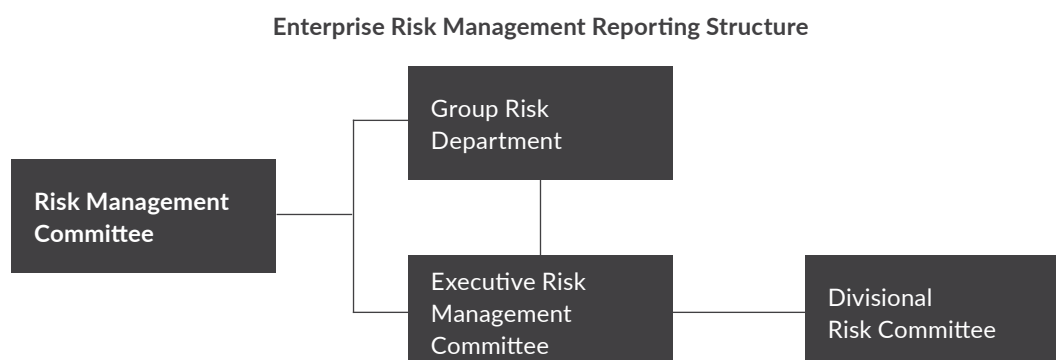 Enterprise Risk Management Reporting Structure
Group Risk
Department
Risk Management
Committee
Executive Risk
Management
Committee
Divisional
Risk Committee